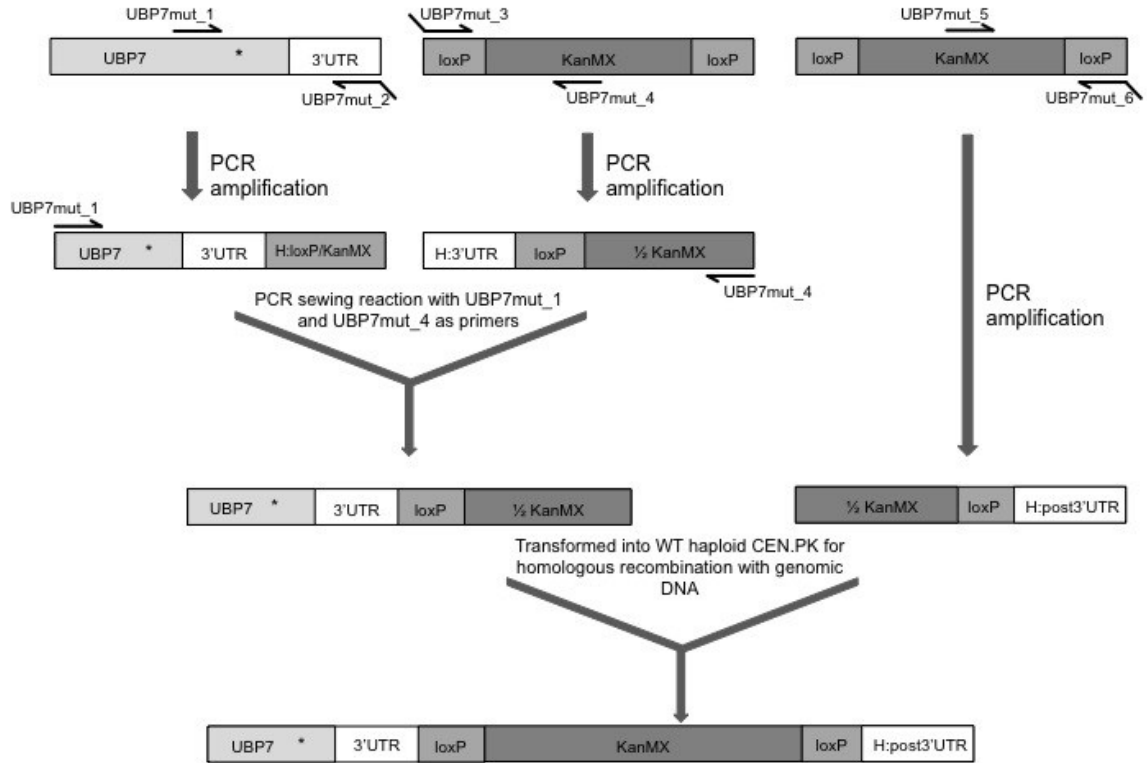 UBP7mut_1
UBP7mut_3
UBP7mut_5
UBP7 * 3'UTR
loxP KanMX loxP
loxP KanMX loxP
UBP7mut_2
UBP7mut_4
UBP7mut_6
PCR
amplification
PCR
amplification
UBP7mut_1
UBP7 * 3'UTR H:loxP/KanMX
H:3'UTR loxP ½ KanMX
UBP7mut_4
PCR sewing reaction with UBP7mut_1
and UBP7mut_4 as primers
PCR
amplification
UBP7 * 3'UTR loxP ½ KanMX
½ KanMX loxP H:post3'UTR
Transformed into WT haploid CEN.PK for
homologous recombination with genomic
DNA
UBP7 * 3'UTR loxP KanMX loxP H:post3'UTR